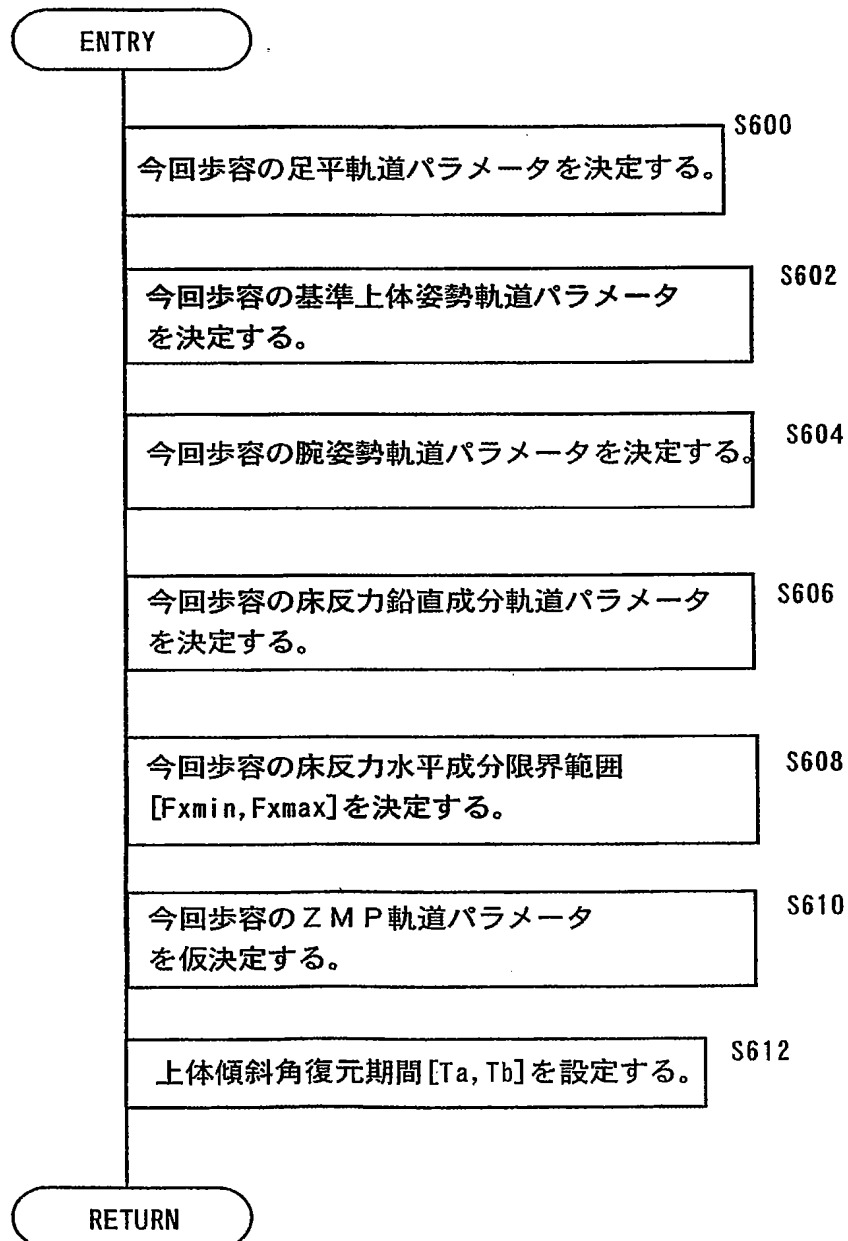 ENTRY
S600
今回歩容の足平軌道パラメータを決定する。
S602
今回歩容の基準上体姿勢軌道パラメータ
を決定する。
S604
今回歩容の腕姿勢軌道パラメータを決定する。
S606
今回歩容の床反力鉛直成分軌道パラメータ
を決定する。
S608
今回歩容の床反力水平成分限界範囲
[Fxmin,Fxmax]を決定する。
S610
今回歩容のＺＭＰ軌道パラメータ
を仮決定する。
S612
上体傾斜角復元期間[Ta,Tb]を設定する。
RETURN